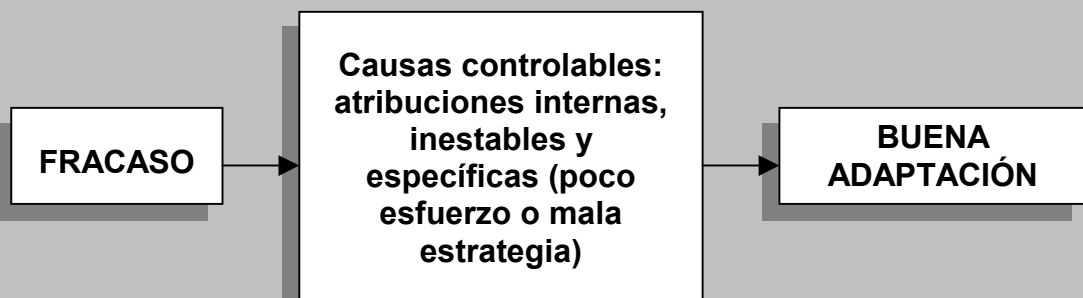 FRACASO
Causas controlables:
atribuciones internas,
inestables y
específicas (poco
esfuerzo o mala
estrategia)
BUENA
ADAPTACIÓN